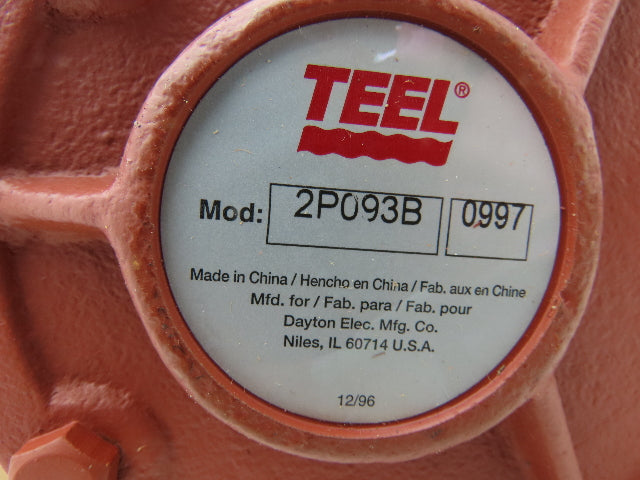 TEEL®
Mod: 2P093B 0997
Made in China / Hencho en China / Fab. aux en Chine
Mfd. for / Fab. para / Fab. pour
Dayton Elec. Mfg. Co.
Niles, IL 60714 U.S.A.
12/96